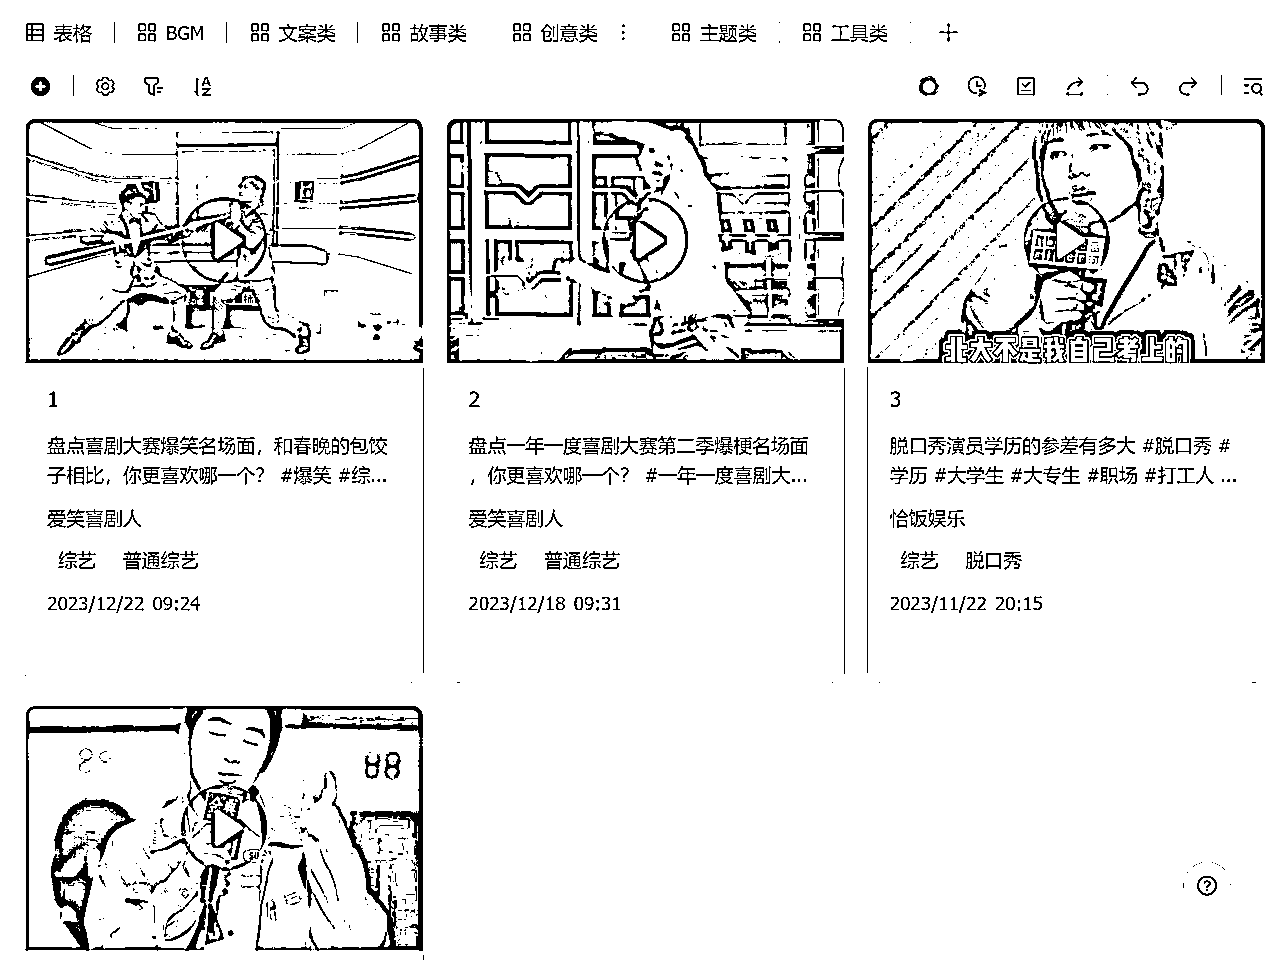 表格 BGM 文案类 故事类 创意类 主题类 工具类
北大不是我自己考上的
1
盘点喜剧大赛爆笑名场面，和春晚的包饺
子相比，你更喜欢哪一个？ #爆笑 #综...
爱笑喜剧人
综艺 普通综艺
2023/12/22 09:24
2
盘点一年一度喜剧大赛第二季爆梗名场面
，你更喜欢哪一个？ #一年一度喜剧大...
爱笑喜剧人
综艺 普通综艺
2023/12/18 09:31
3
脱口秀演员学历的参差有多大 #脱口秀 #
学历 #大学生 #大专生 #职场 #打工人 ...
恰饭娱乐
综艺 脱口秀
2023/11/22 20:15